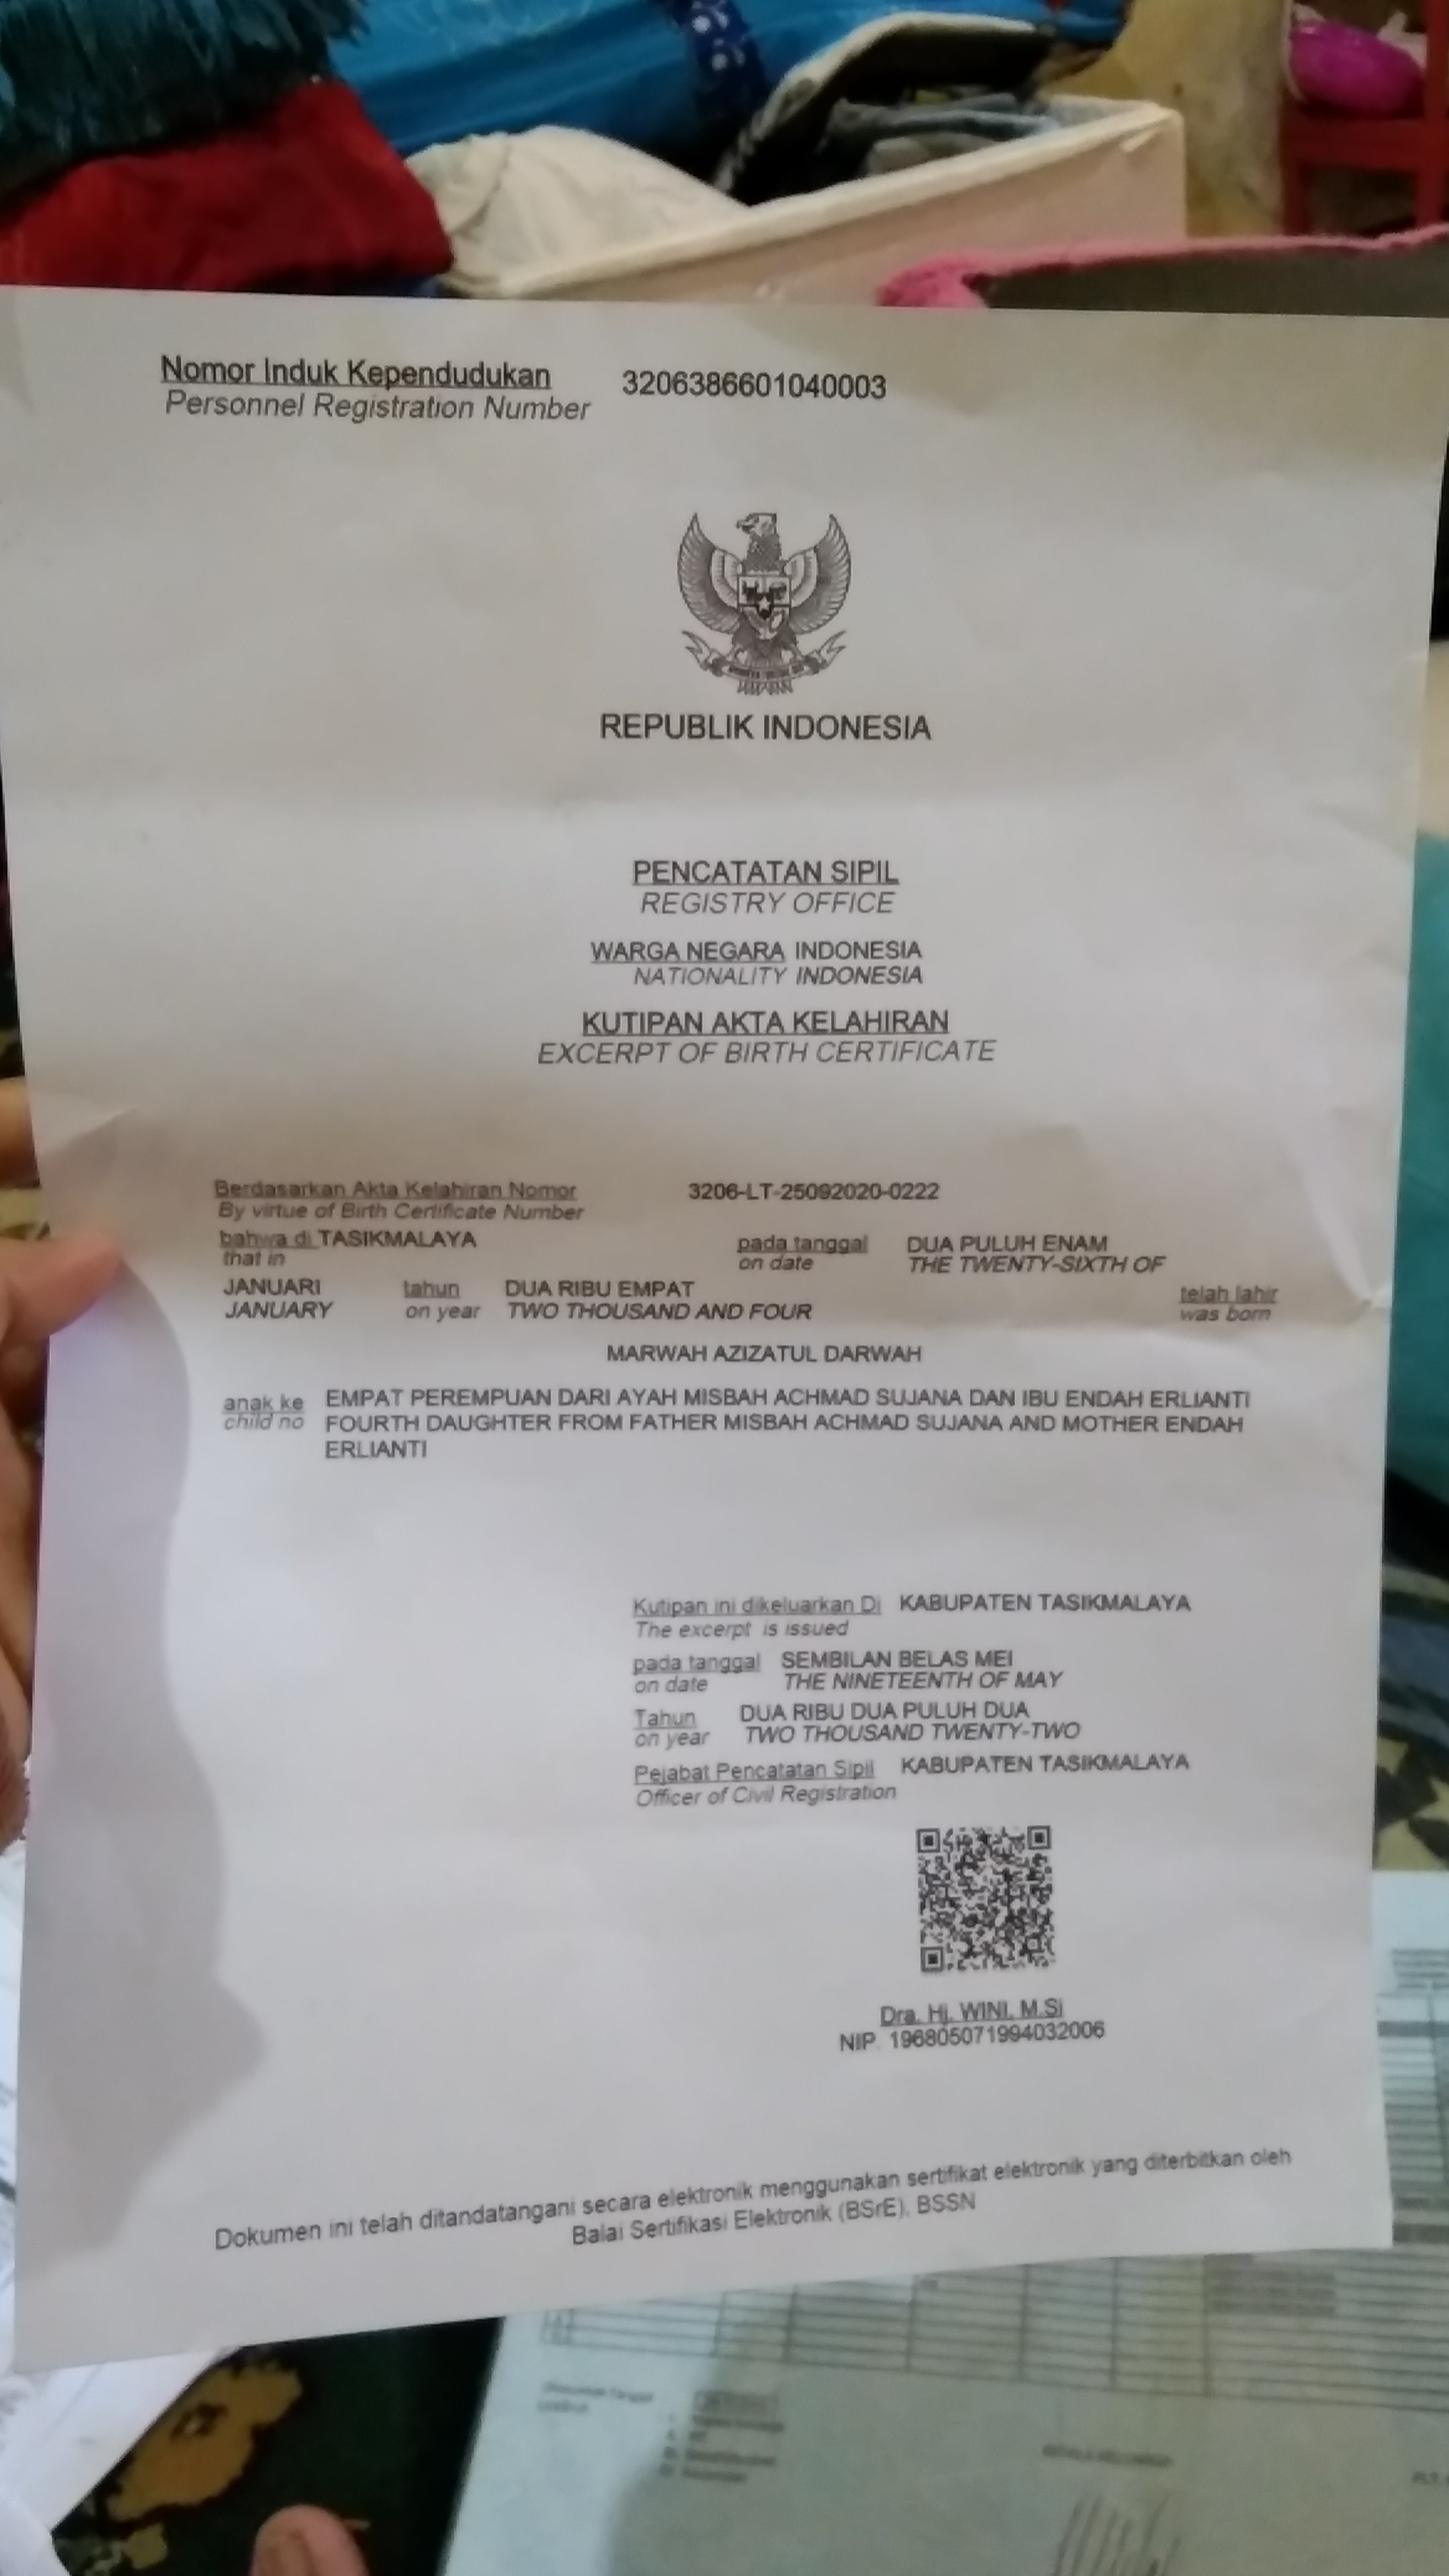 Nomor Induk Kependudukan 3206386601040003
Personnel Registration Number
REPUBLIK INDONESIA
PENCATATAN SIPIL
REGISTRY OFFICE
WARGA NEGARA INDONESIA
NATIONALITY INDONESIA
KUTIPAN AKTA KELAHIRAN
EXCERPT OF BIRTH CERTIFICATE
Berdasarkan Akta Kelahiran Nomor 3206-LT-25092020-0222
By virtue of Birth Certificate Number
bahwa di TASIKMALAYA pada tanggal DUA PULUH ENAM
that in on date THE TWENTY-SIXTH OF
JANUARI tahun DUA RIBU EMPAT telah lahir
JANUARY on year TWO THOUSAND AND FOUR was born
MARWAH AZIZATUL DARWAH
anak ke EMPAT PEREMPUAN DARI AYAH MISBAH ACHMAD SUJANA DAN IBU ENDAH ERLIANTI
child no FOURTH DAUGHTER FROM FATHER MISBAH ACHMAD SUJANA AND MOTHER ENDAH
ERLIANTI
Kutipan ini dikeluarkan Di KABUPATEN TASIKMALAYA
The excerpt is issued
pada tanggal SEMBILAN BELAS MEI
on date THE NINETEENTH OF MAY
Tahun DUA RIBU DUA PULUH DUA
on year TWO THOUSAND TWENTY-TWO
Pejabat Pencatatan Sipil KABUPATEN TASIKMALAYA
Officer of Civil Registration
Dra. Hj. WINI, M.Si
NIP. 196805071994032006
Dokumen ini telah ditandatangani secara elektronik menggunakan sertifikat elektronik yang diterbitkan oleh
Balai Sertifikasi Elektronik (BSrE), BSSN